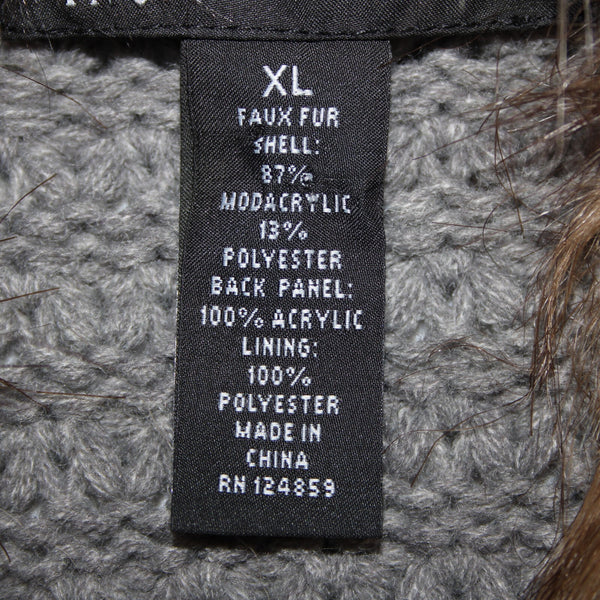 XL
FAUX FUR
SHELL:
87%
MODACRYLIC
13%
POLYESTER
BACK PANEL:
100% ACRYLIC
LINING:
100%
POLYESTER
MADE IN
CHINA
RN 124859